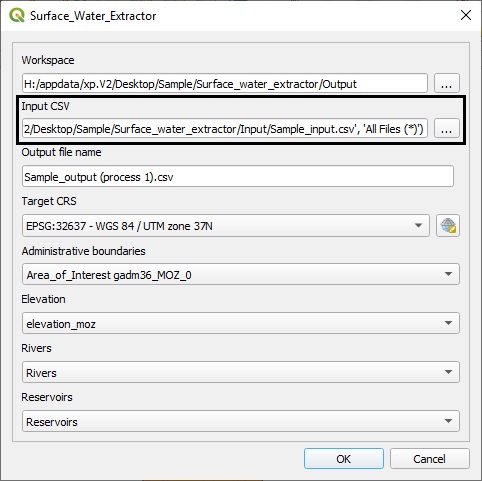 Surface_Water_Extractor
Workspace
H:/appdata/xp.V2/Desktop/Sample/Surface_water_extractor/Output
...
Input CSV
2/Desktop/Sample/Surface_water_extractor/Input/Sample_input.csv', 'All Files (*)')
...
Output file name
Sample_output (process 1).csv
Target CRS
EPSG:32637 - WGS 84 / UTM zone 37N
Administrative boundaries
Area_of_Interest gadm36_MOZ_0
Elevation
elevation_moz
Rivers
Rivers
Reservoirs
Reservoirs
OK
Cancel